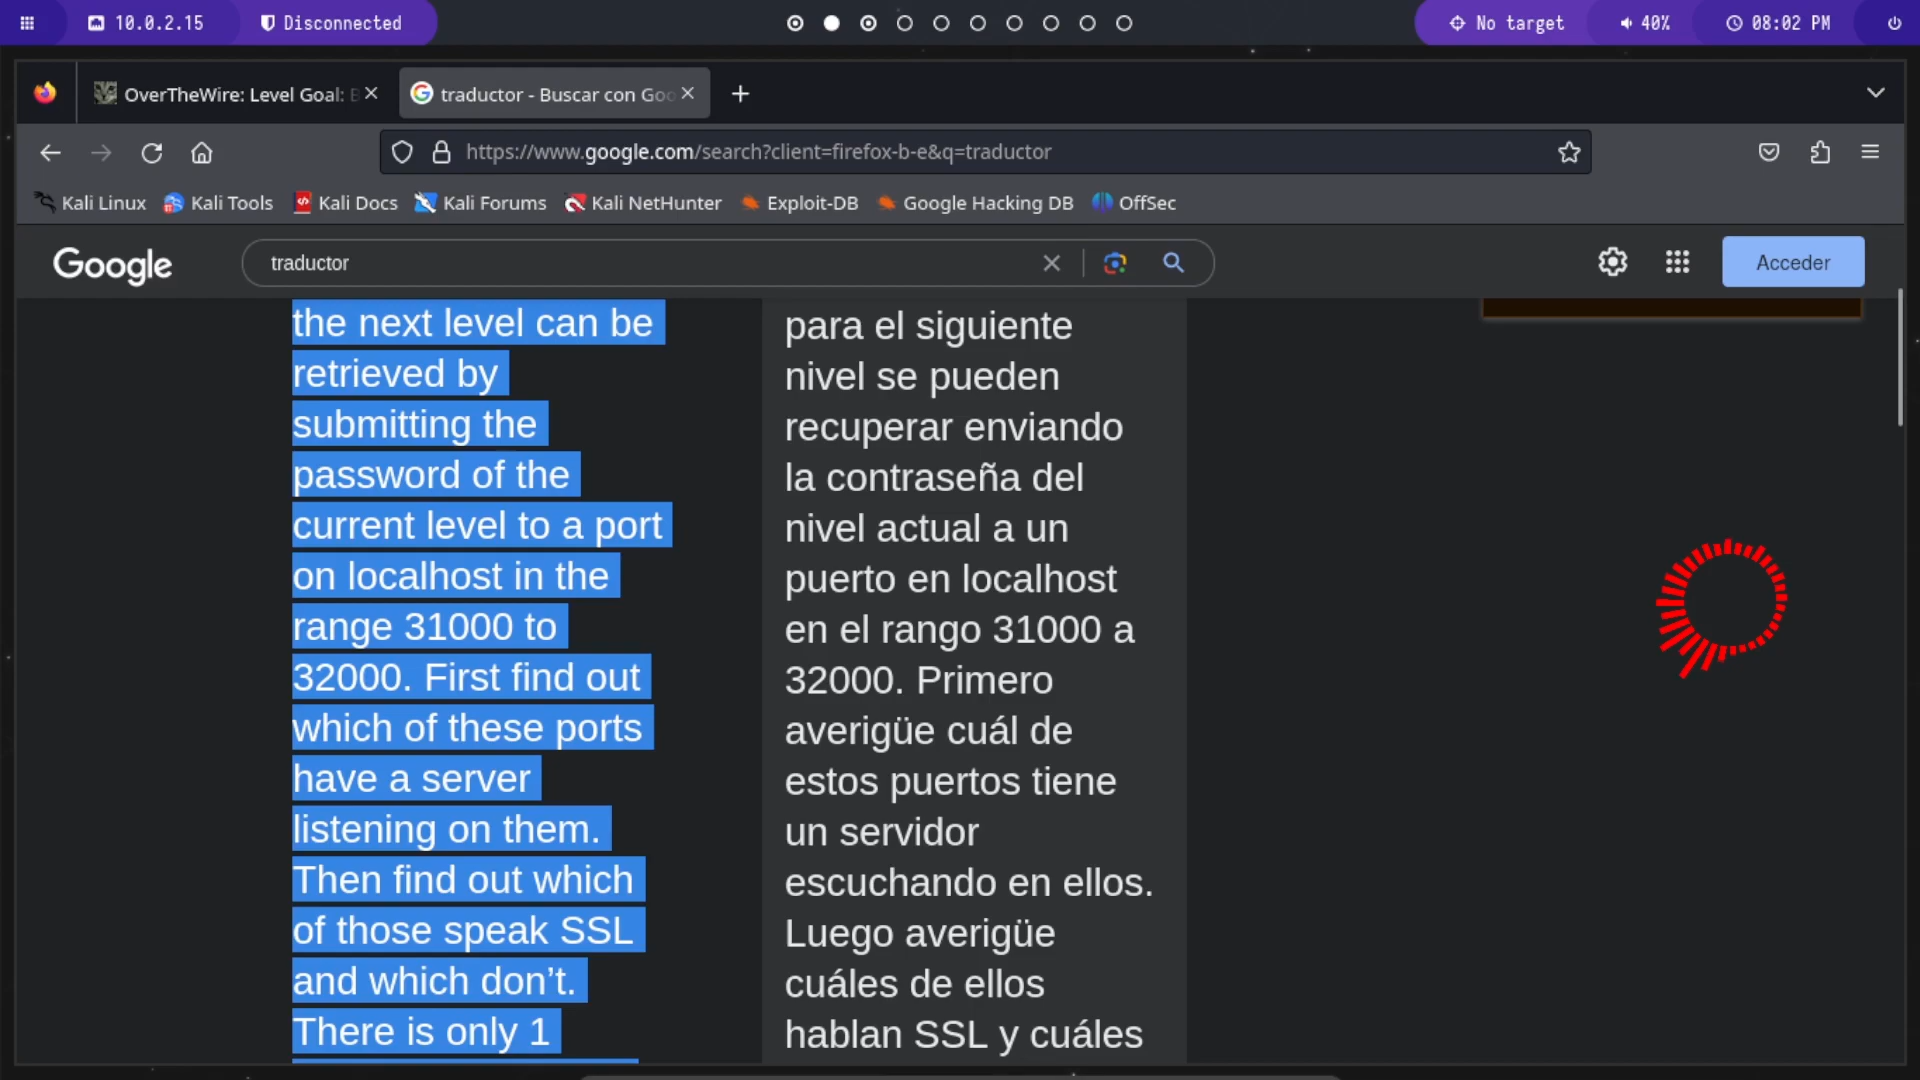 10.0.2.15
Disconnected
No target
40%
08:02 PM
OverTheWire: Level Goal: B
traductor - Buscar con Goo
https://www.google.com/search?client=firefox-b-e&q=traductor
Kali Linux
Kali Tools
Kali Docs
Kali Forums
Kali NetHunter
Exploit-DB
Google Hacking DB
OffSec
Google
traductor
Acceder
the next level can be
retrieved by
submitting the
password of the
current level to a port
on localhost in the
range 31000 to
32000. First find out
which of these ports
have a server
listening on them.
Then find out which
of those speak SSL
and which don’t.
There is only 1
para el siguiente
nivel se pueden
recuperar enviando
la contraseña del
nivel actual a un
puerto en localhost
en el rango 31000 a
32000. Primero
averigüe cuál de
estos puertos tiene
un servidor
escuchando en ellos.
Luego averigüe
cuáles de ellos
hablan SSL y cuáles